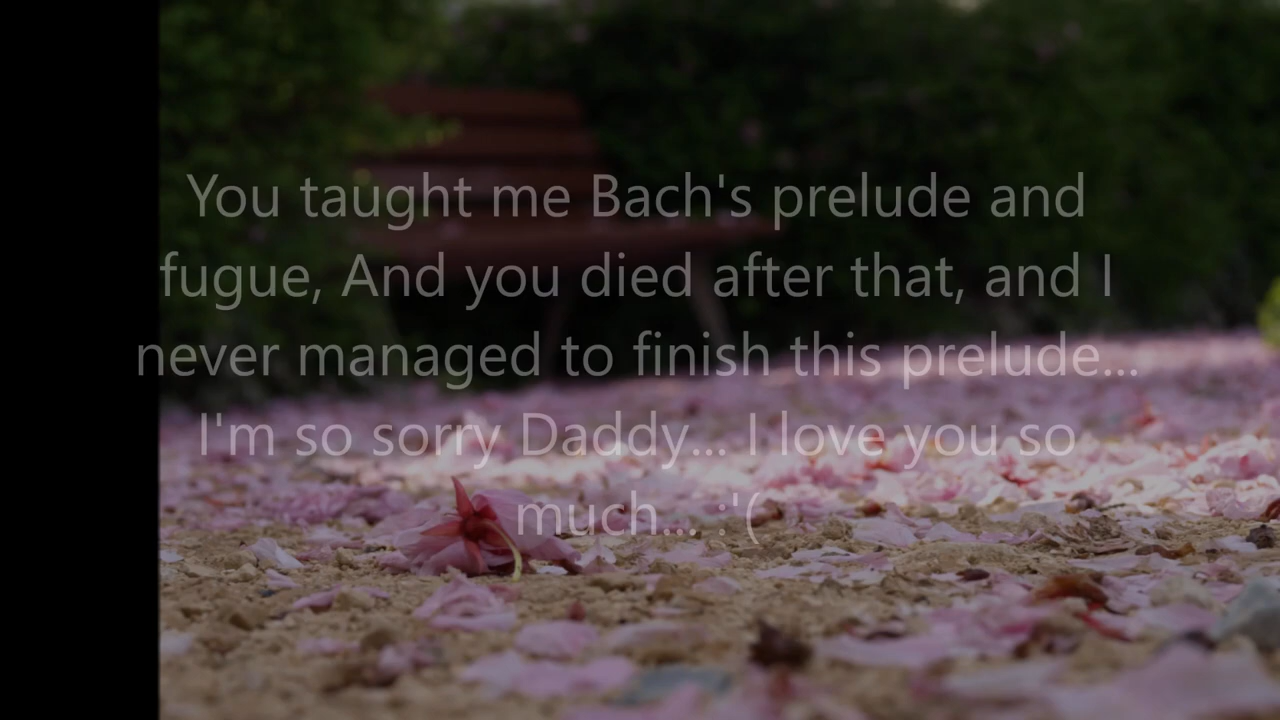 You taught me Bach's prelude and
fugue, And you died after that, and I
never managed to finish this prelude...
I'm so sorry Daddy... I love you so
much... :'(